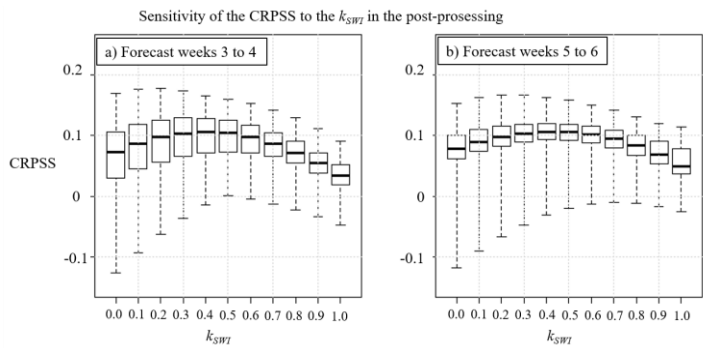 Sensitivity of the CRPSS to the k_SWI in the post-prosessing
a) Forecast weeks 3 to 4
b) Forecast weeks 5 to 6
CRPSS
0.2
0.1
0
-0.1
0.0 0.1 0.2 0.3 0.4 0.5 0.6 0.7 0.8 0.9 1.0
k_SWI
0.2
0.1
0
-0.1
0.0 0.1 0.2 0.3 0.4 0.5 0.6 0.7 0.8 0.9 1.0
k_SWI